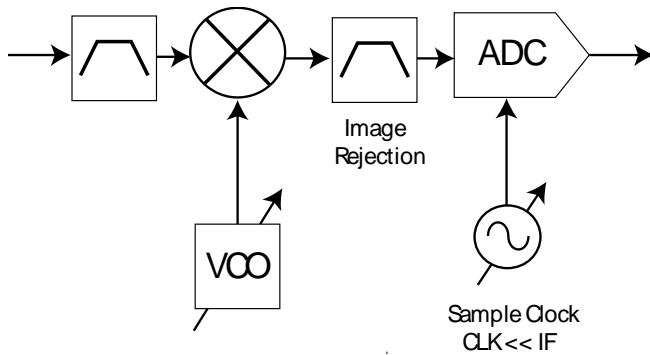 ADC
Image
Rejection
VCO
Sample Clock
CLK << IF